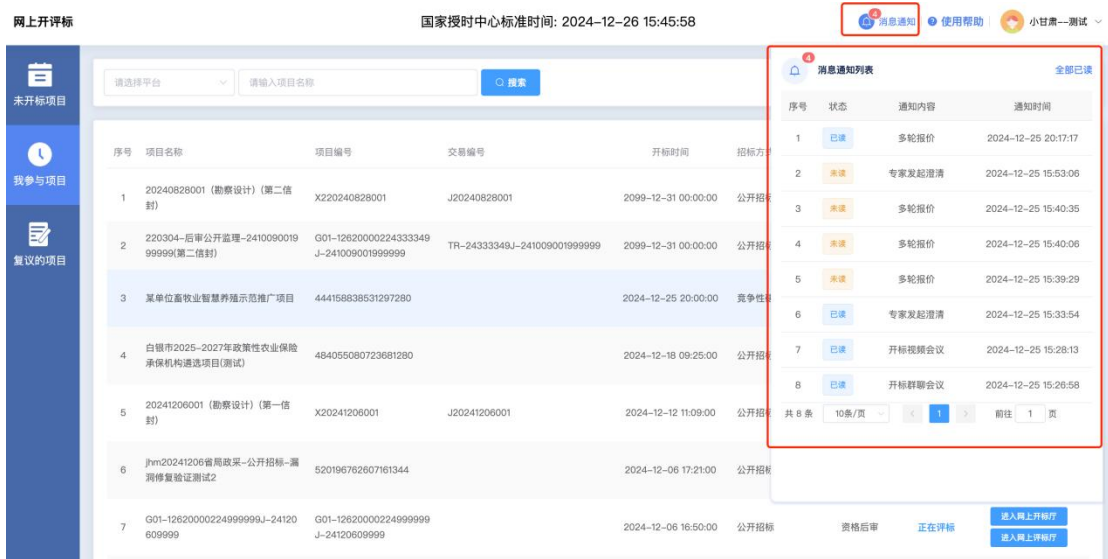 网上开评标
国家授时中心标准时间: 2024-12-26 15:45:58
4
消息通知
使用帮助
小甘肃--测试
未开标项目
我参与项目
复议的项目
请选择平台
请输入项目名称
搜索
序号 项目名称 项目编号 交易编号 开标时间 招标方式
1 20240828001（勘察设计）(第二信 X220240828001 J20240828001 2099-12-31 00:00:00 公开招标
封)
2 220304-后审公开监理-2410090019 G01-12620000224333349 TR-24333349J-241009001999999 2099-12-31 00:00:00 公开招标
99999(第二信封) J-241009001999999
3 某单位畜牧业智慧养殖示范推广项目 444158838531297280 2024-12-25 20:00:00 竞争性
4 白银市2025-2027年政策性农业保险 484055080723681280 2024-12-18 09:25:00 公开招标
承保机构遴选项目(测试)
5 20241206001（勘察设计）(第一信 X20241206001 J20241206001 2024-12-12 11:09:00 公开招标
封)
6 jhm20241206省局政采-公开招标-漏 520196762607161344 2024-12-06 17:21:00 公开招标
洞修复验证测试2
7 G01-12620000224999999J-24120 G01-12620000224999999 2024-12-06 16:50:00 公开招标 资格后审 正在评标
609999 J-24120609999
进入网上开标厅
进入网上评标厅
4
消息通知列表
全部已读
序号 状态 通知内容 通知时间
1 已读 多轮报价 2024-12-25 20:17:17
2 未读 专家发起澄清 2024-12-25 15:53:06
3 未读 多轮报价 2024-12-25 15:40:35
4 未读 多轮报价 2024-12-25 15:40:06
5 未读 多轮报价 2024-12-25 15:39:29
6 已读 专家发起澄清 2024-12-25 15:33:54
7 已读 开标视频会议 2024-12-25 15:28:13
8 已读 开标群聊会议 2024-12-25 15:26:58
共 8 条 10条/页 < 1 > 前往 1 页